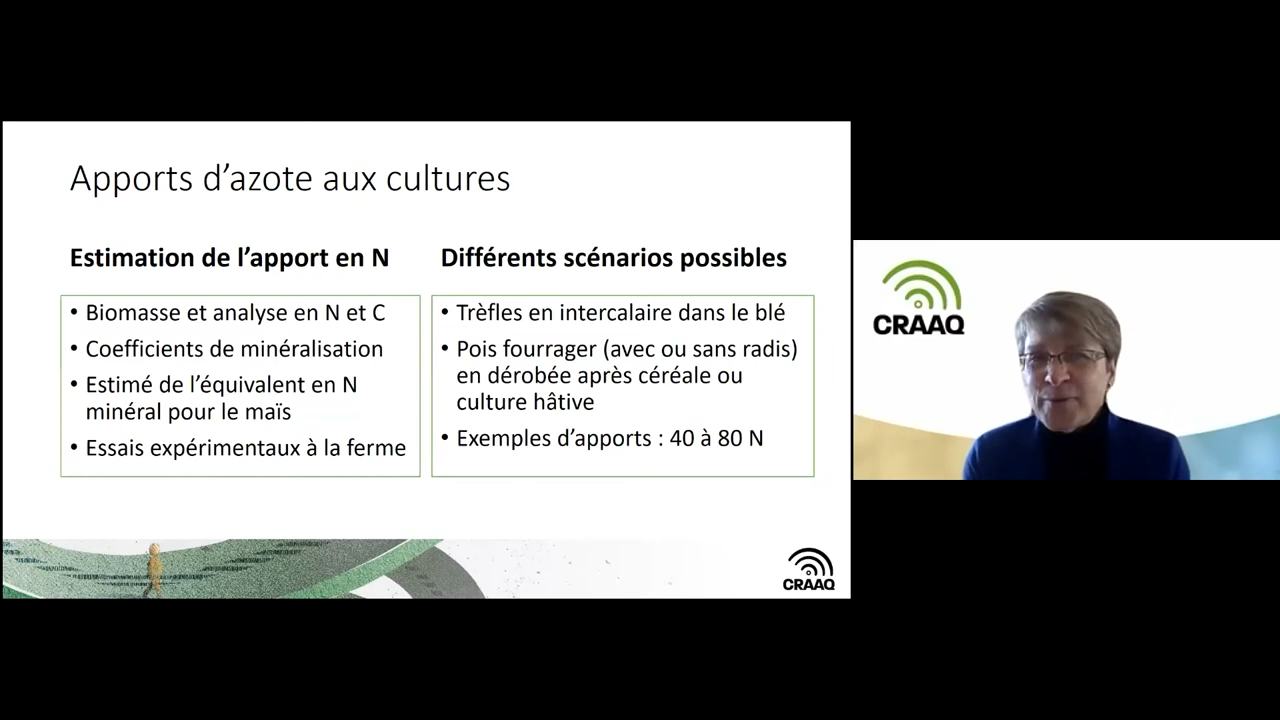 Apports d’azote aux cultures
Estimation de l’apport en N
• Biomasse et analyse en N et C
• Coefficients de minéralisation
• Estimé de l’équivalent en N
minéral pour le maïs
• Essais expérimentaux à la ferme
Différents scénarios possibles
• Trèfles en intercalaire dans le blé
• Pois fourrager (avec ou sans radis)
en dérobée après céréale ou
culture hâtive
• Exemples d’apports : 40 à 80 N
CRAAQ
CRAAQ